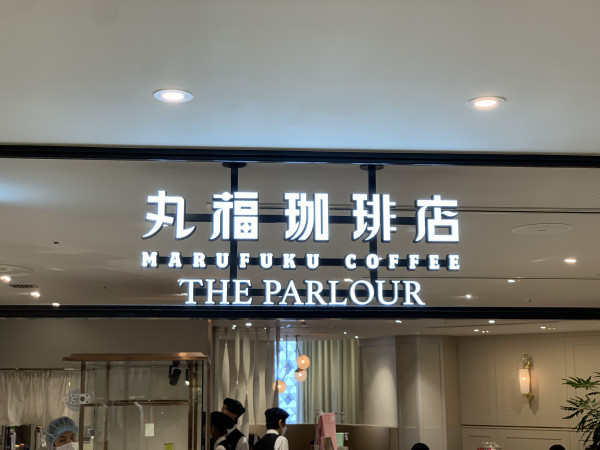 丸福珈琲店
MARUFUKU COFFEE
THE PARLOUR